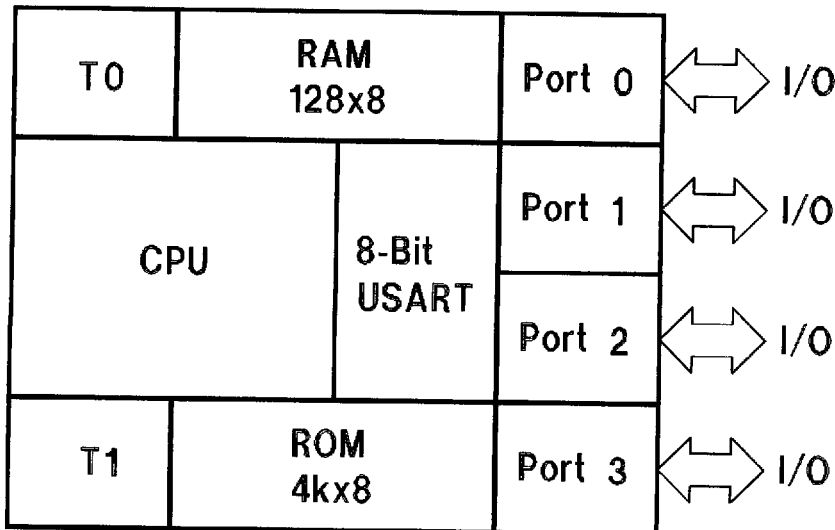 T0
RAM
128x8
Port 0
I/O
Port 1
I/O
CPU
8-Bit
USART
Port 2
I/O
T1
ROM
4kx8
Port 3
I/O